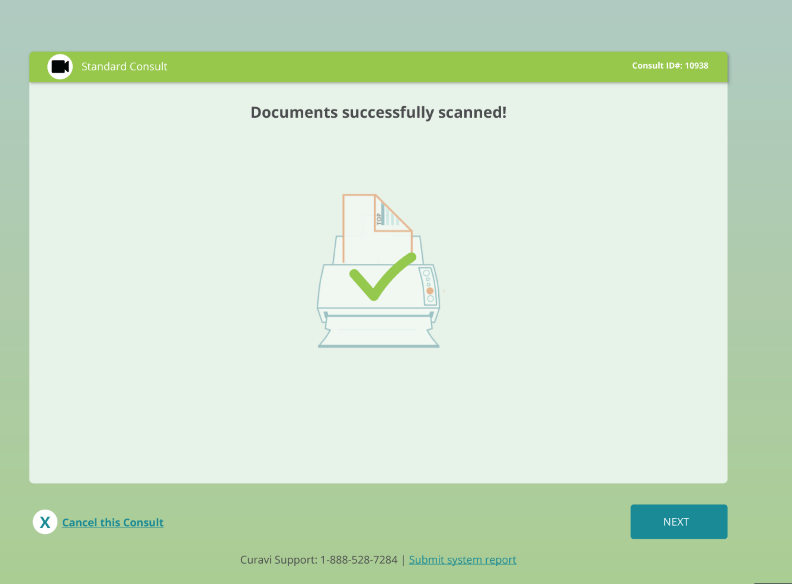 Standard Consult
Consult ID#: 10938
Documents successfully scanned!
X Cancel this Consult
NEXT
Curavi Support: 1-888-528-7284 | Submit system report